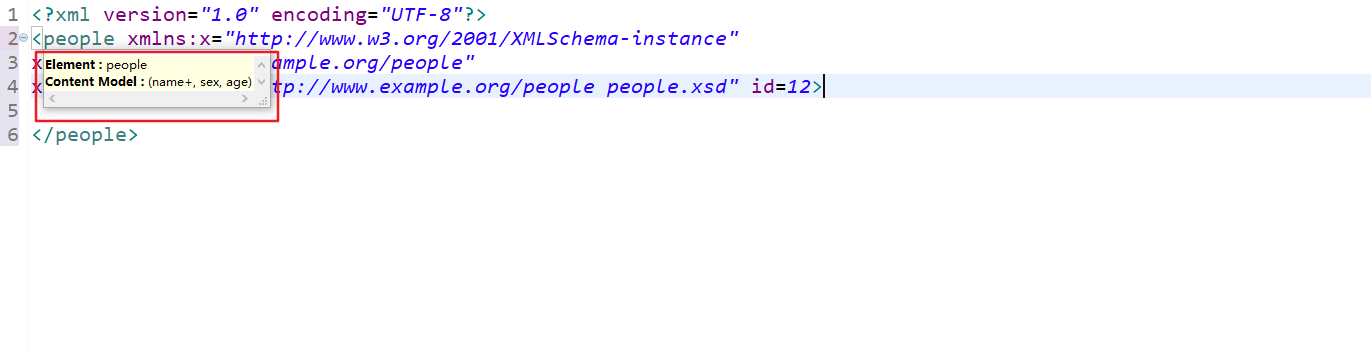 1 <?xml version="1.0" encoding="UTF-8"?>
2 <people xmlns:x="http://www.w3.org/2001/XMLSchema-instance"
Element : people
3 x ample.org/people"
Content Model : (name+, sex, age)
4 x tp://www.example.org/people people.xsd" id=12>
5
6 </people>